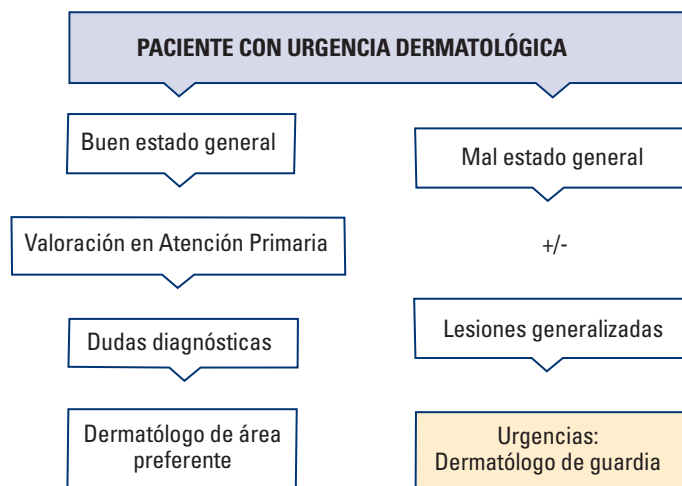 PACIENTE CON URGENCIA DERMATOLÓGICA
Buen estado general
Valoración en Atención Primaria
Dudas diagnósticas
Dermatólogo de área
preferente
Mal estado general
+/-
Lesiones generalizadas
Urgencias:
Dermatólogo de guardia